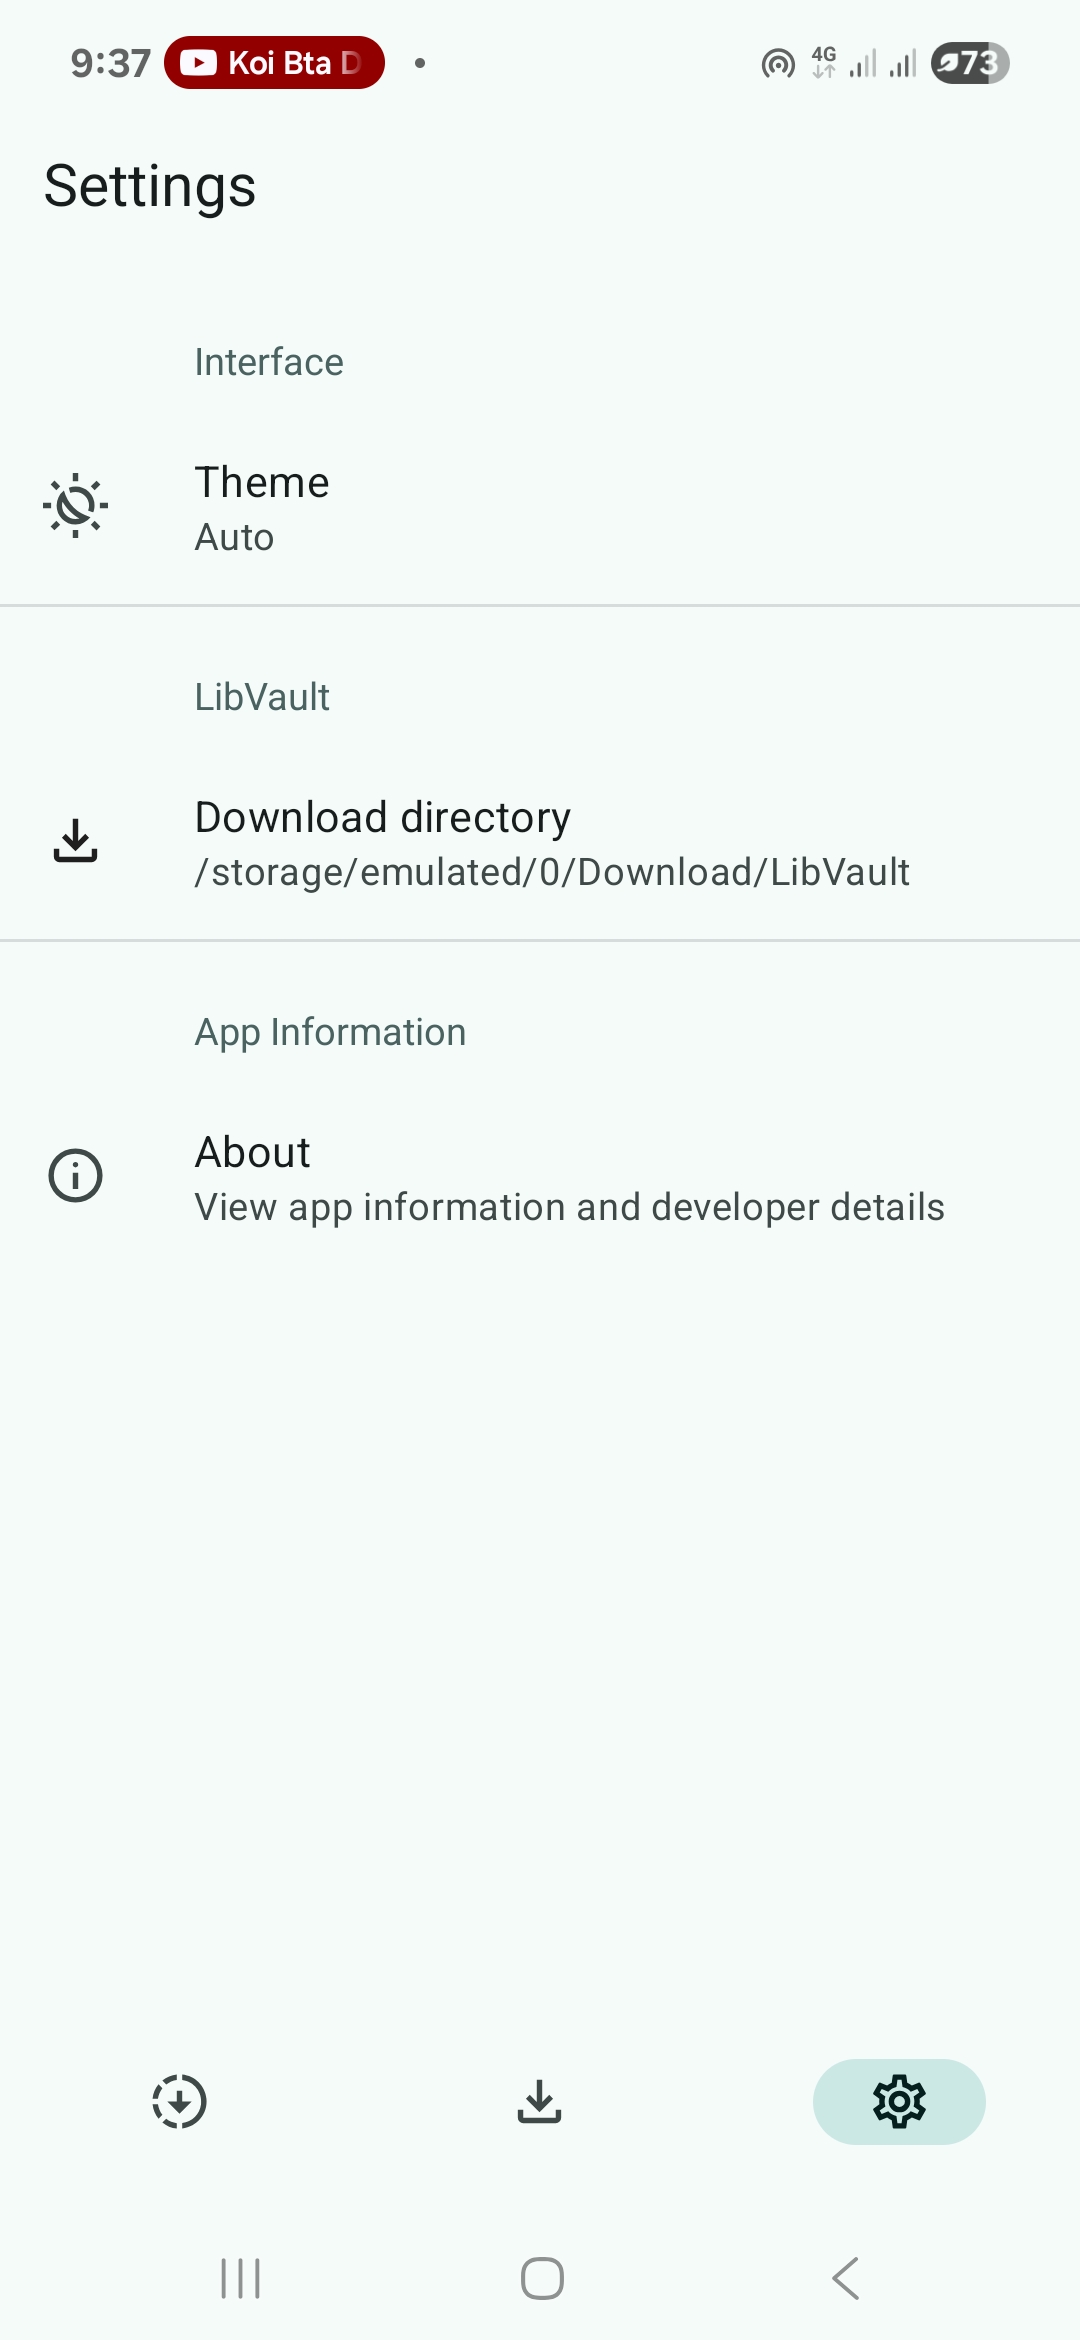 9:37 Koi Bta D 4G 73
Settings
Interface
Theme
Auto
LibVault
Download directory
/storage/emulated/0/Download/LibVault
App Information
About
View app information and developer details